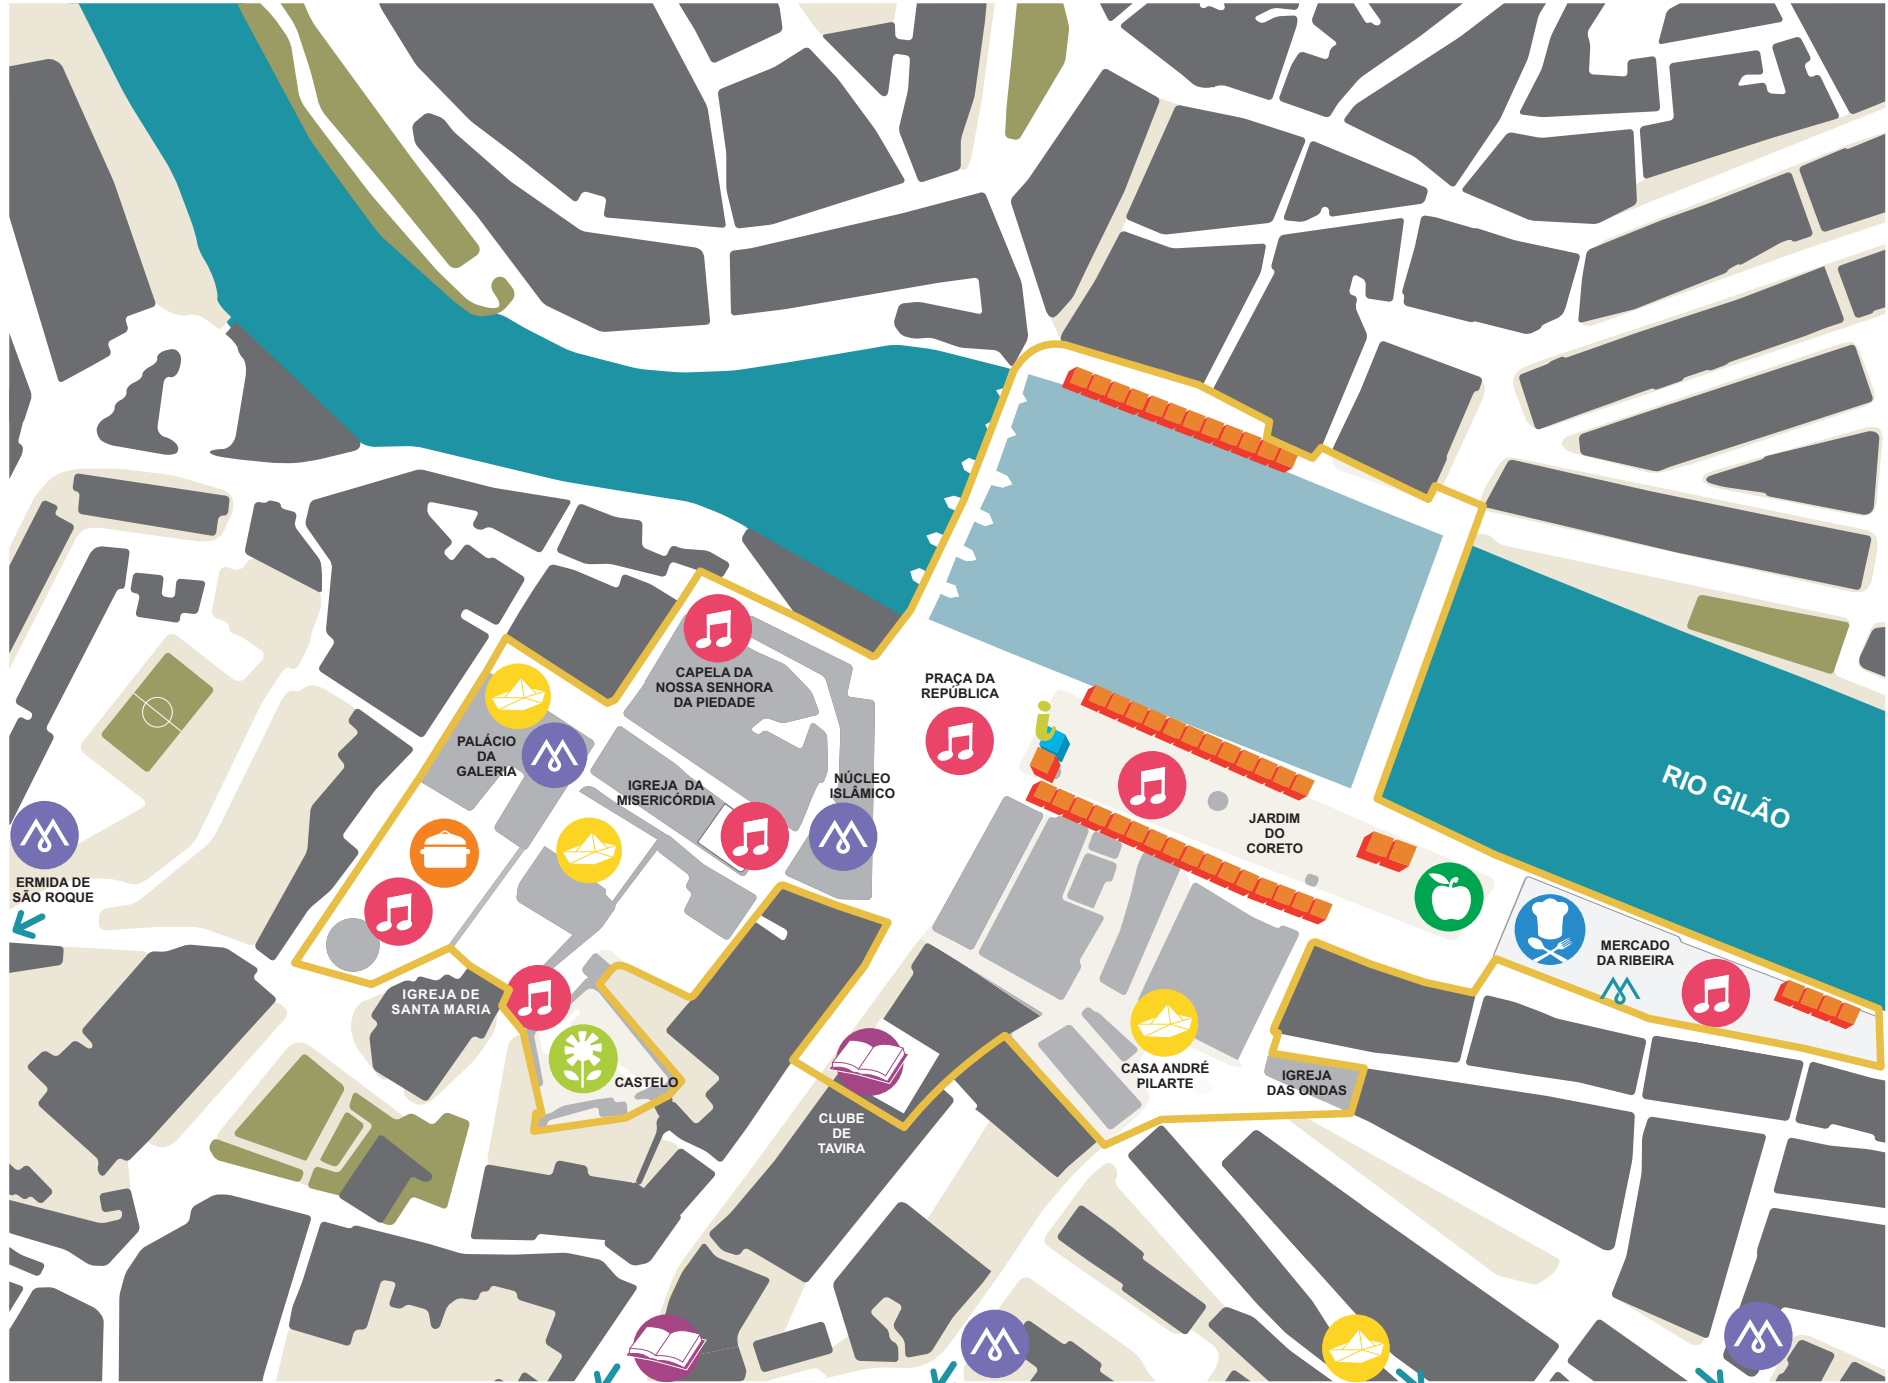 CAPELA DA
NOSSA SENHORA
DA PIEDADE
PRAÇA DA
REPÚBLICA
i
PALÁCIO
DA
GALERIA
IGREJA DA
MISERICÓRDIA
NÚCLEO
ISLÂMICO
RIO GILÃO
JARDIM
DO
CORETO
ERMIDA DE
SÃO ROQUE
MERCADO
DA RIBEIRA
IGREJA DE
SANTA MARIA
CASTELO
CASA ANDRÉ
PILARTE
IGREJA
DAS ONDAS
CLUBE
DE
TAVIRA